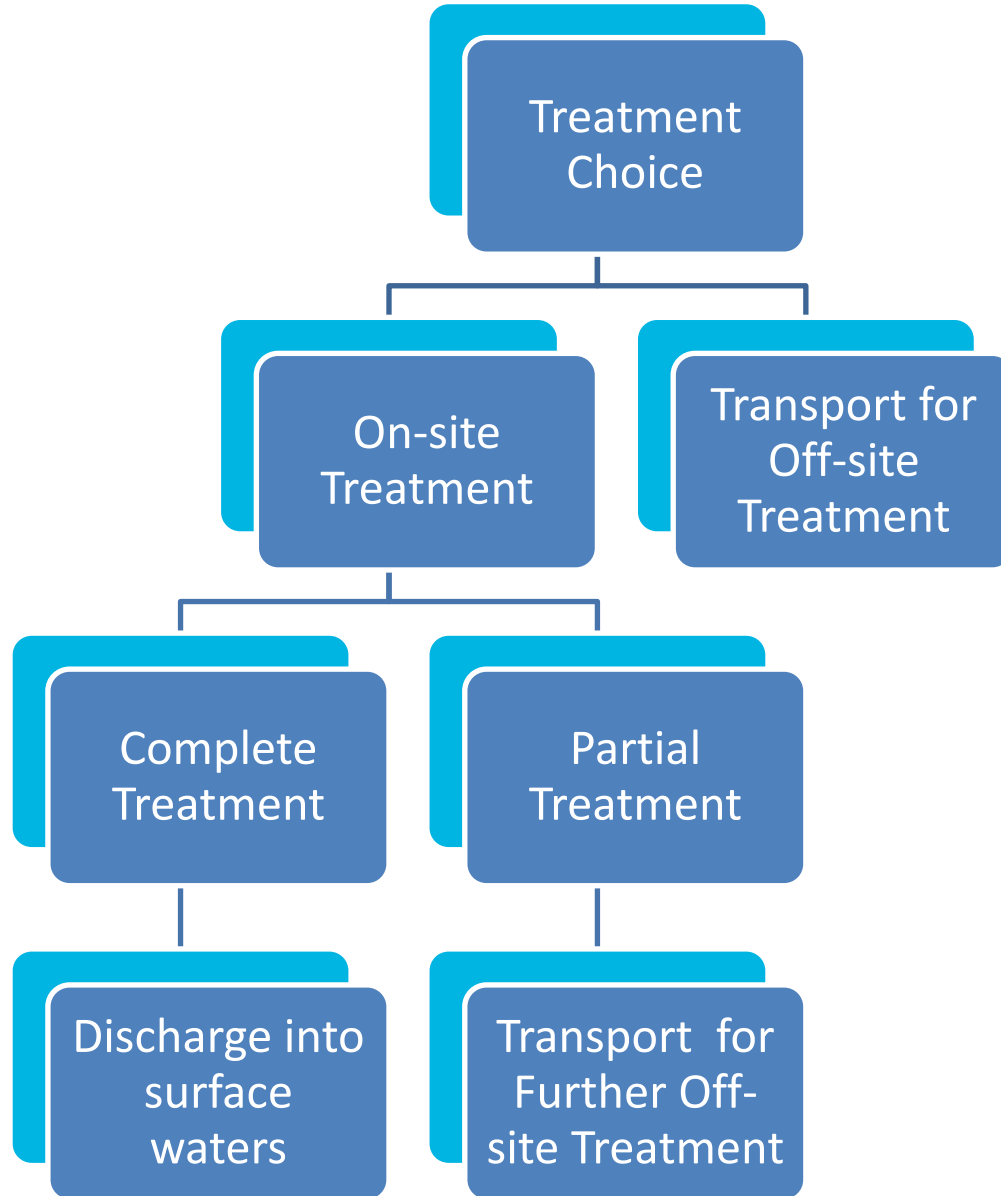 Treatment
Choice
On-site
Treatment
Transport for
Off-site
Treatment
Complete
Treatment
Partial
Treatment
Discharge into
surface
waters
Transport  for
Further Off-
site Treatment